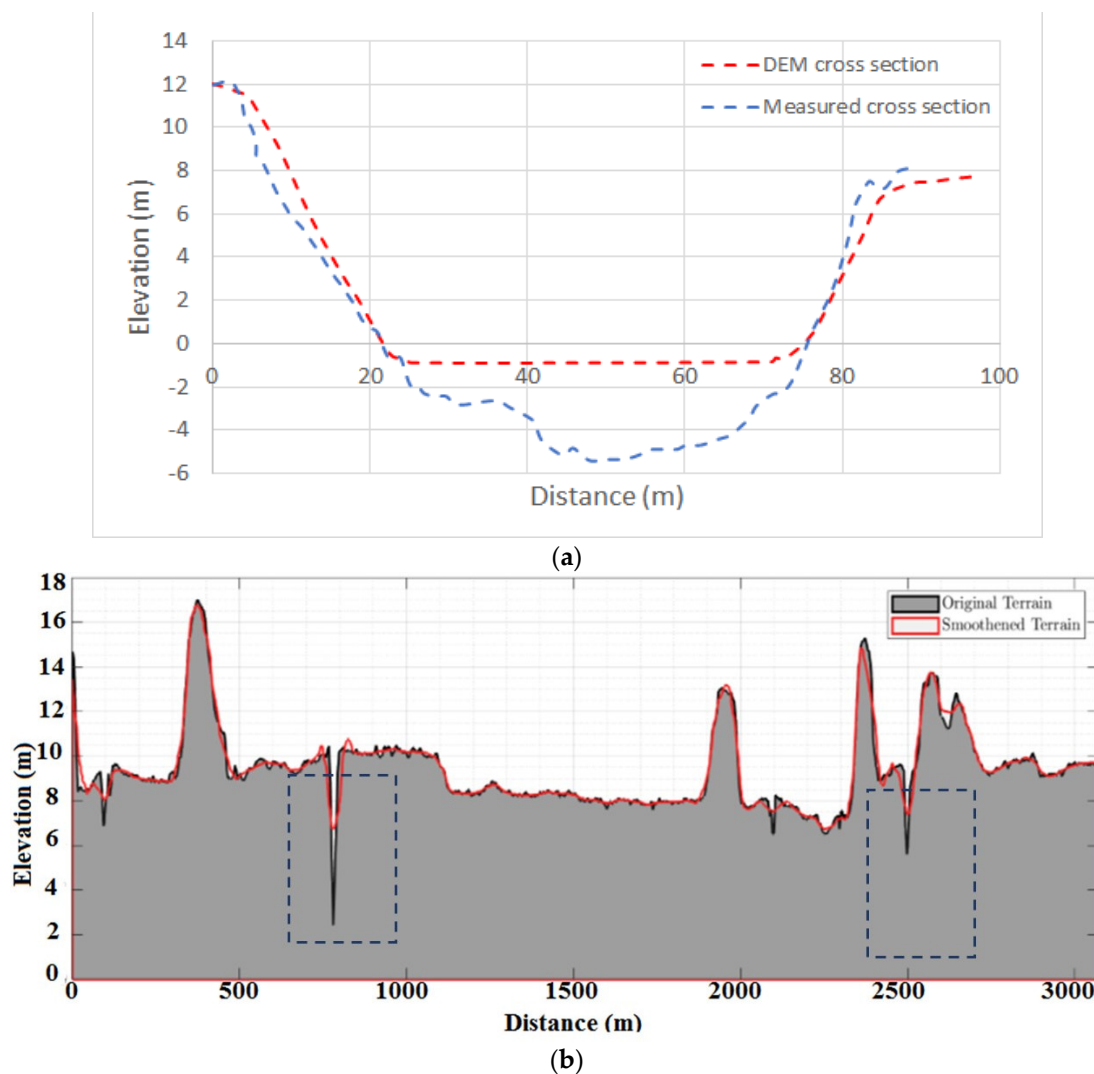 14
12
10
8
6
4
2
0
-2
-4
-6
Elevation (m)
DEM cross section
Measured cross section
0 20 40 60 80 100
Distance (m)
(a)
18
16
14
12
10
8
6
4
2
0
Elevation (m)
Original Terrain
Smoothened Terrain
0 500 1000 1500 2000 2500 3000
Distance (m)
(b)